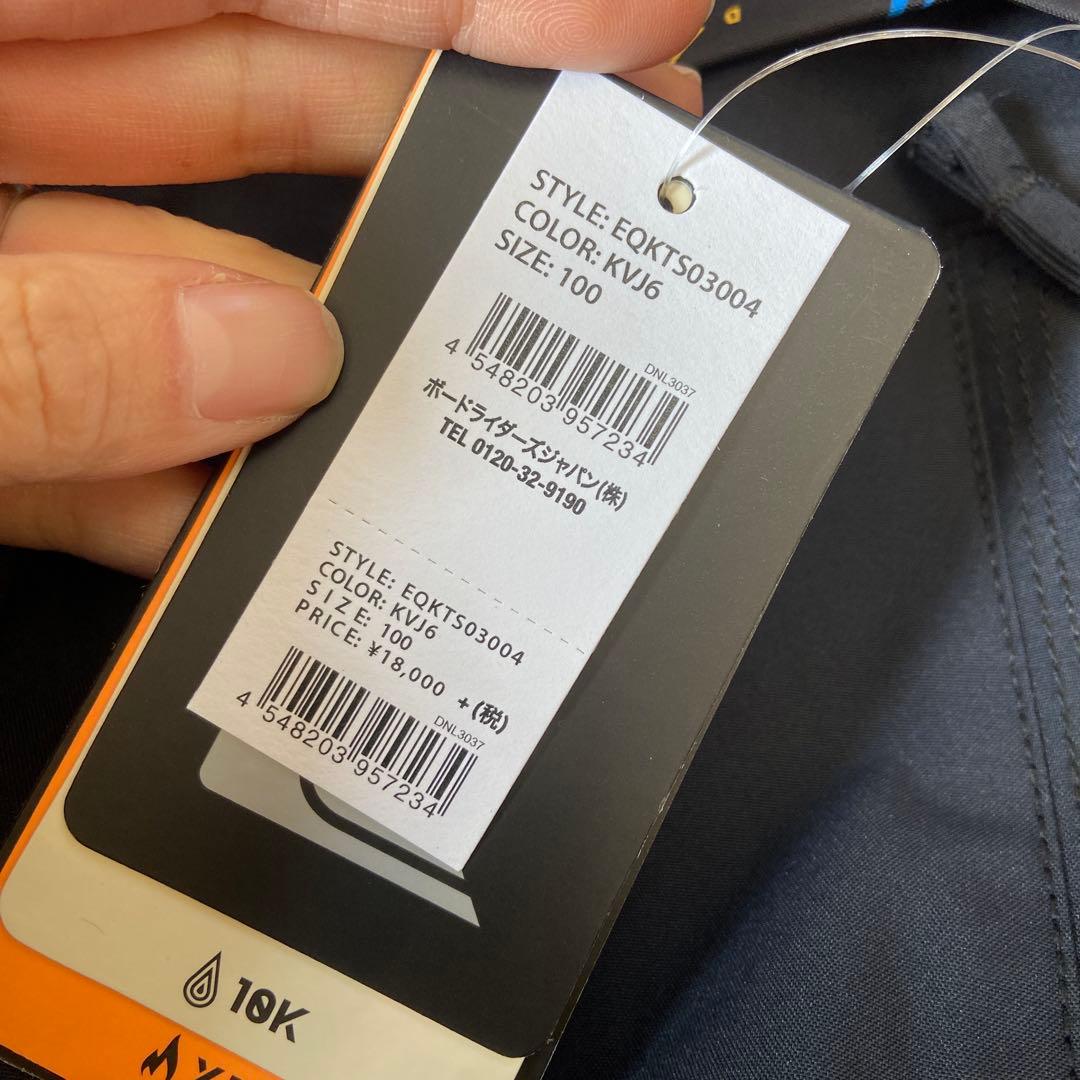 STYLE: EQKTS03004
COLOR: KVJ6
SIZE: 100
DNL3037
4 548203 957234
ボードライダーズジャパン(株)
TEL 0120-32-9190
STYLE: EQKTS03004
COLOR: KVJ6
SIZE: 100
PRICE: ¥18,000 +(税)
DNL3037
4 548203 957234
10K